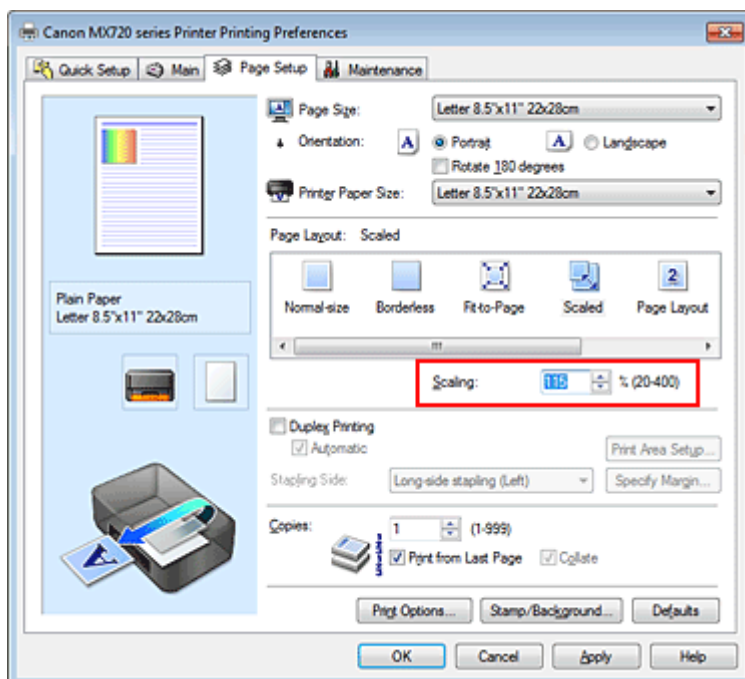 Canon MX720 series Printer Printing Preferences
Quick Setup Main Page Setup Maintenance
Page Size: Letter 8.5"x11" 22x28cm
Orientation: A Portrait A Landscape
Rotate 180 degrees
Printer Paper Size: Letter 8.5"x11" 22x28cm
Page Layout: Scaled
Normal-size Borderless Fit-to-Page Scaled 2 Page Layout
Plain Paper
Letter 8.5"x11" 22x28cm
Scaling: 115 % (20-400)
Duplex Printing
Automatic Print Area Setup...
Stapling Side: Long-side stapling (Left) Specify Margin...
Copies: 1 (1-999)
Print from Last Page Collate
A
Print Options... Stamp/Background... Defaults
OK Cancel Apply Help